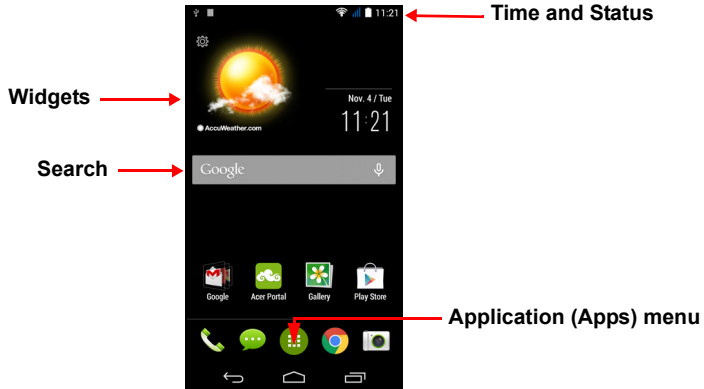 11:21
Time and Status
Widgets
Nov. 4 / Tue
11:21
AccuWeather.com
Search
Google
Google
Acer Portal
Gallery
Play Store
Application (Apps) menu